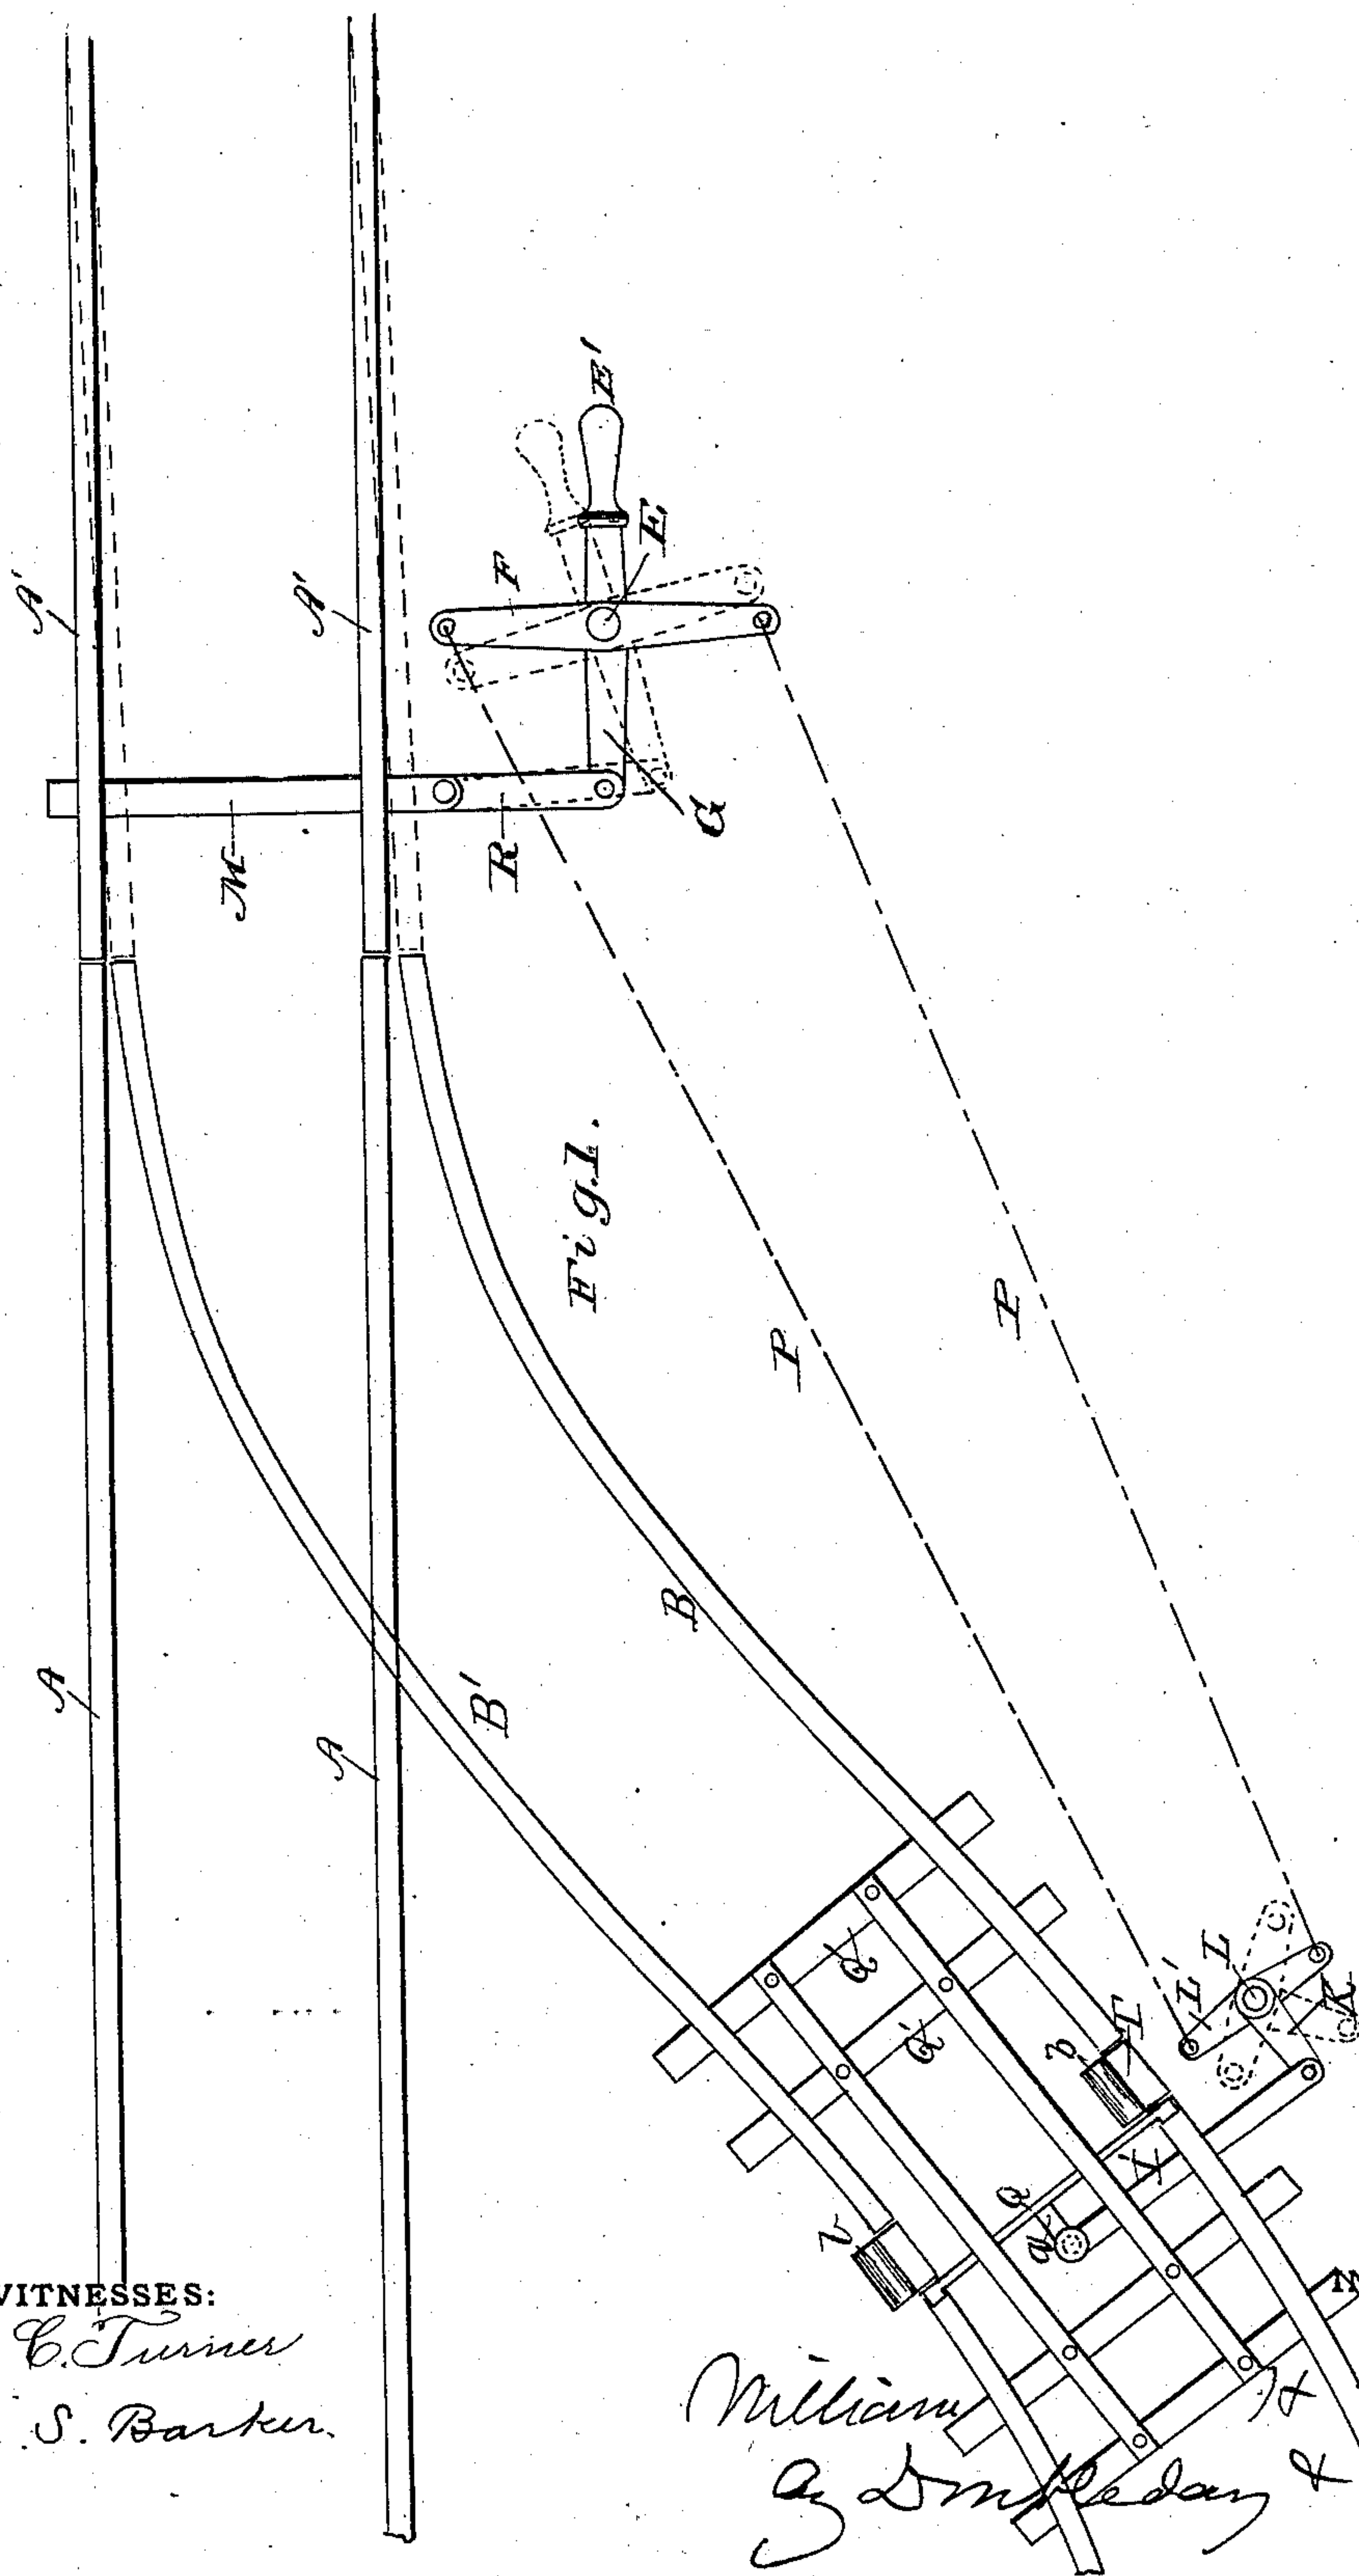 A'
A'
E'
F
E
M
R
G
Fig.1.
P
P
A
A
B'
B
Q'
Q'
L'
L
K
b
T
Q
a
X
b
WITNESSES:
C. Turner
S. Barker.
William
By Doubleday &